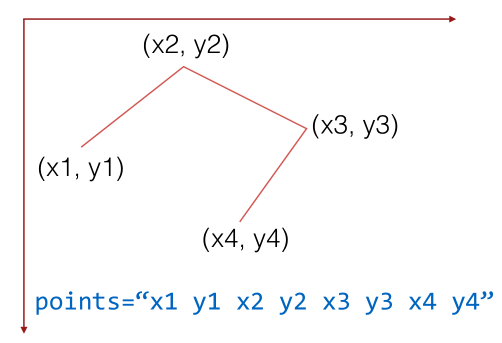 (x2, y2)
(x3, y3)
(x1, y1)
(x4, y4)
points=“x1 y1 x2 y2 x3 y3 x4 y4”